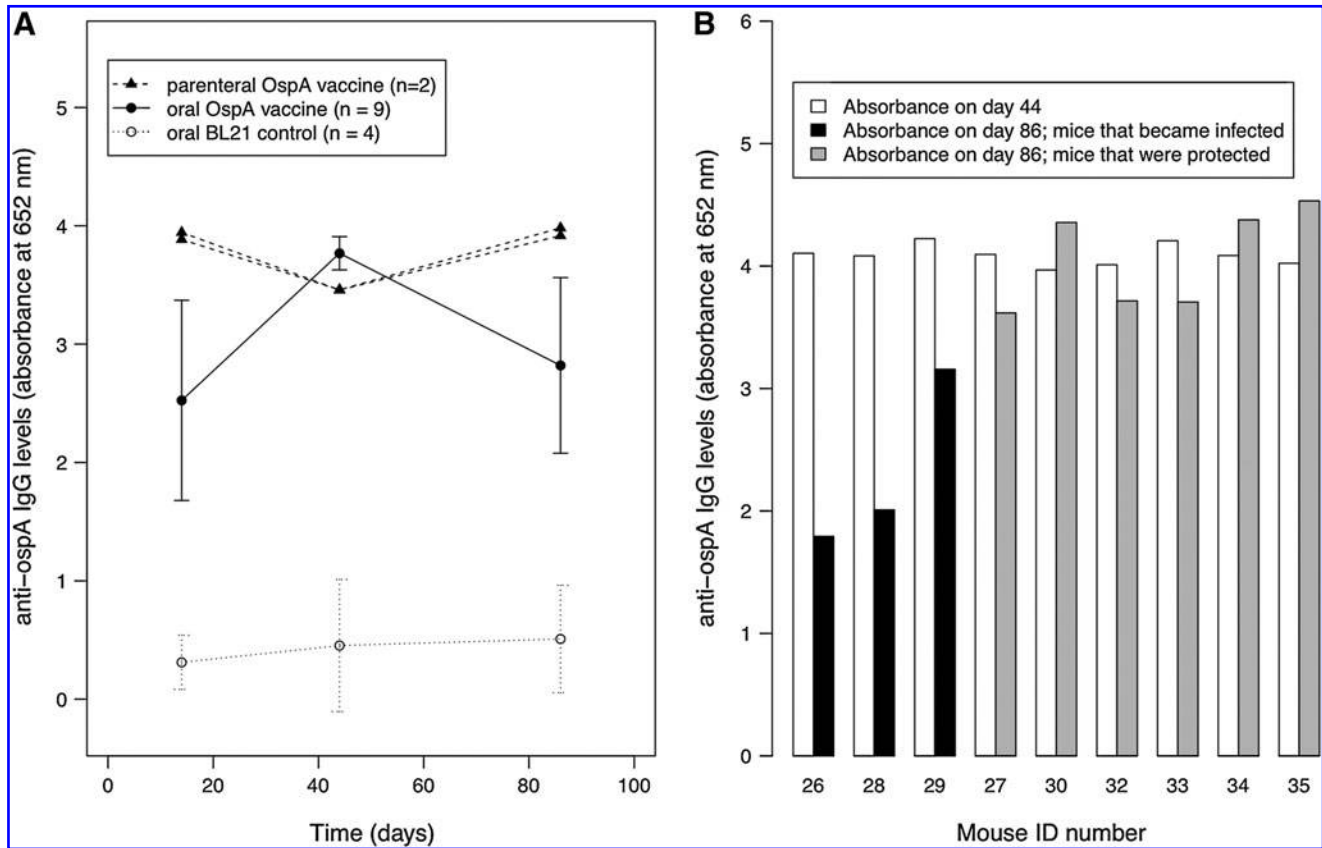 A
parenteral OspA vaccine (n=2)
oral OspA vaccine (n = 9)
oral BL21 control (n = 4)
anti−ospA IgG levels (absorbance at 652 nm)
5
4
3
2
1
0
0 20 40 60 80 100
Time (days)
B
Absorbance on day 44
Absorbance on day 86; mice that became infected
Absorbance on day 86; mice that were protected
anti−ospA IgG levels (absorbance at 652 nm)
6
5
4
3
2
1
0
26 28 29 27 30 32 33 34 35
Mouse ID number